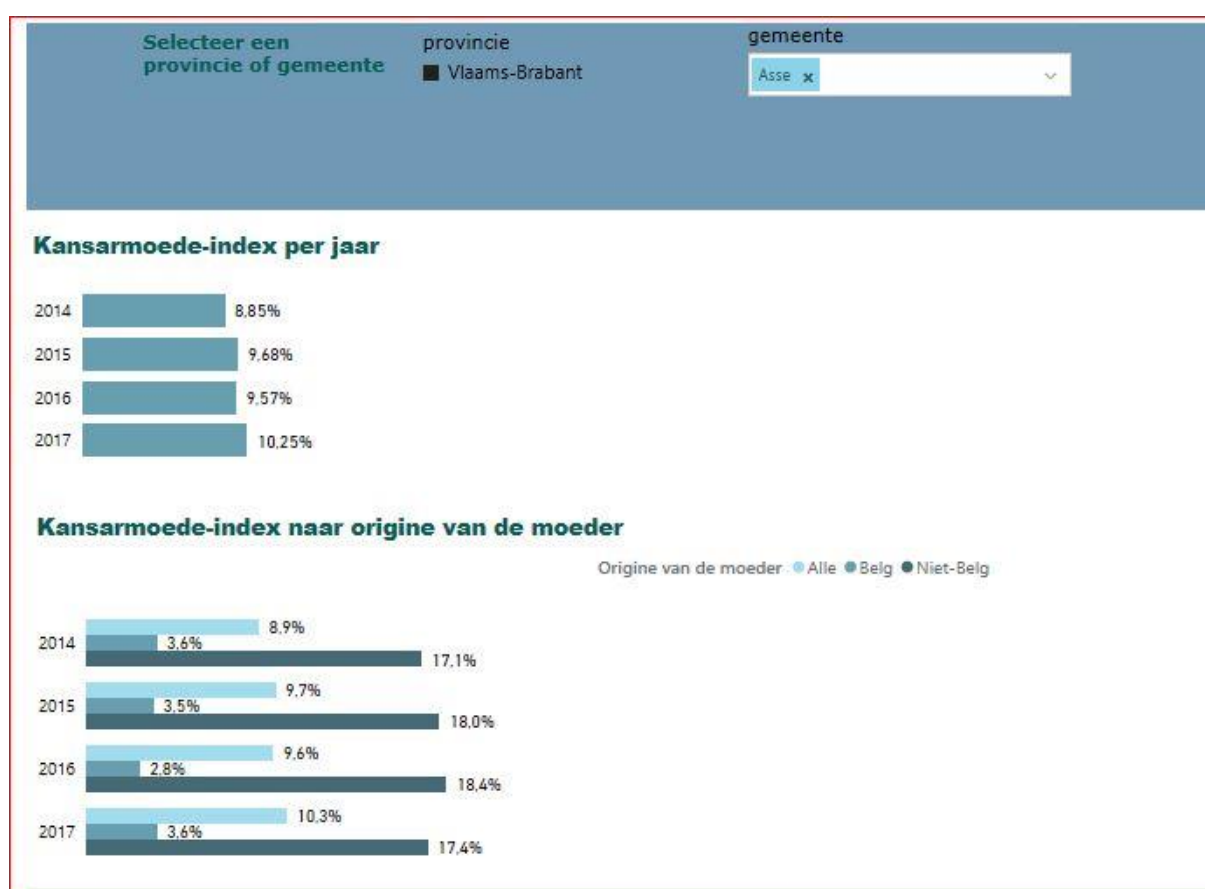 Selecteer een
provincie of gemeente
provincie
Vlaams-Brabant
gemeente
Asse x
Kansarmoede-index per jaar
2014 8,85%
2015 9,68%
2016 9,57%
2017 10,25%
Kansarmoede-index naar origine van de moeder
Origine van de moeder Alle Belg Niet-Belg
8,9%
2014 3,6%
17,1%
9,7%
2015 3,5%
18,0%
9,6%
2016 2,8%
18,4%
10,3%
2017 3,6%
17,4%